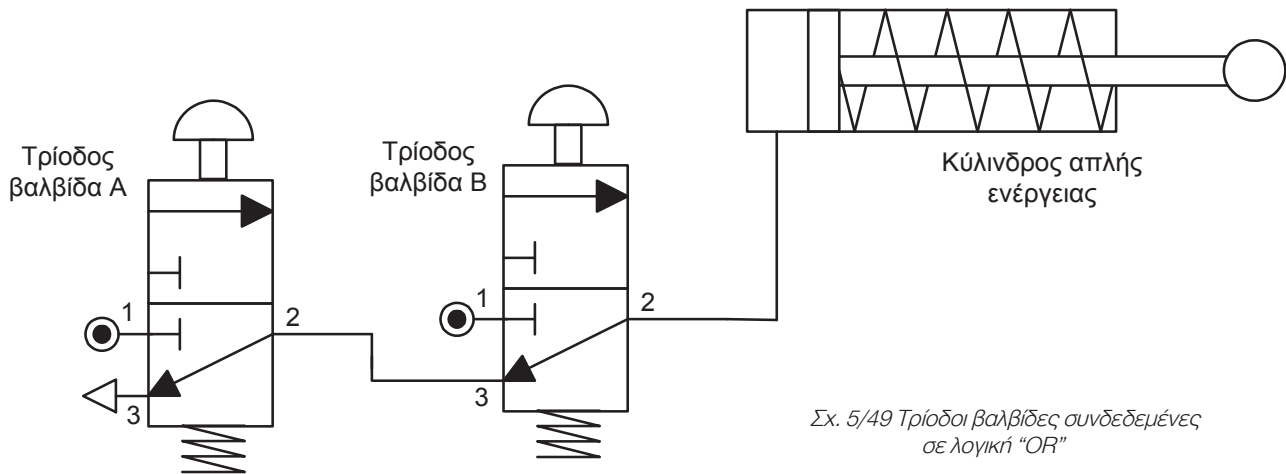 Τρίοδος
βαλβίδα A
1
2
3
Τρίοδος
βαλβίδα B
1
2
3
Κύλινδρος απλής
ενέργειας
Σχ. 5/49 Τρίοδοι βαλβίδες συνδεδεμένες
σε λογική “OR”